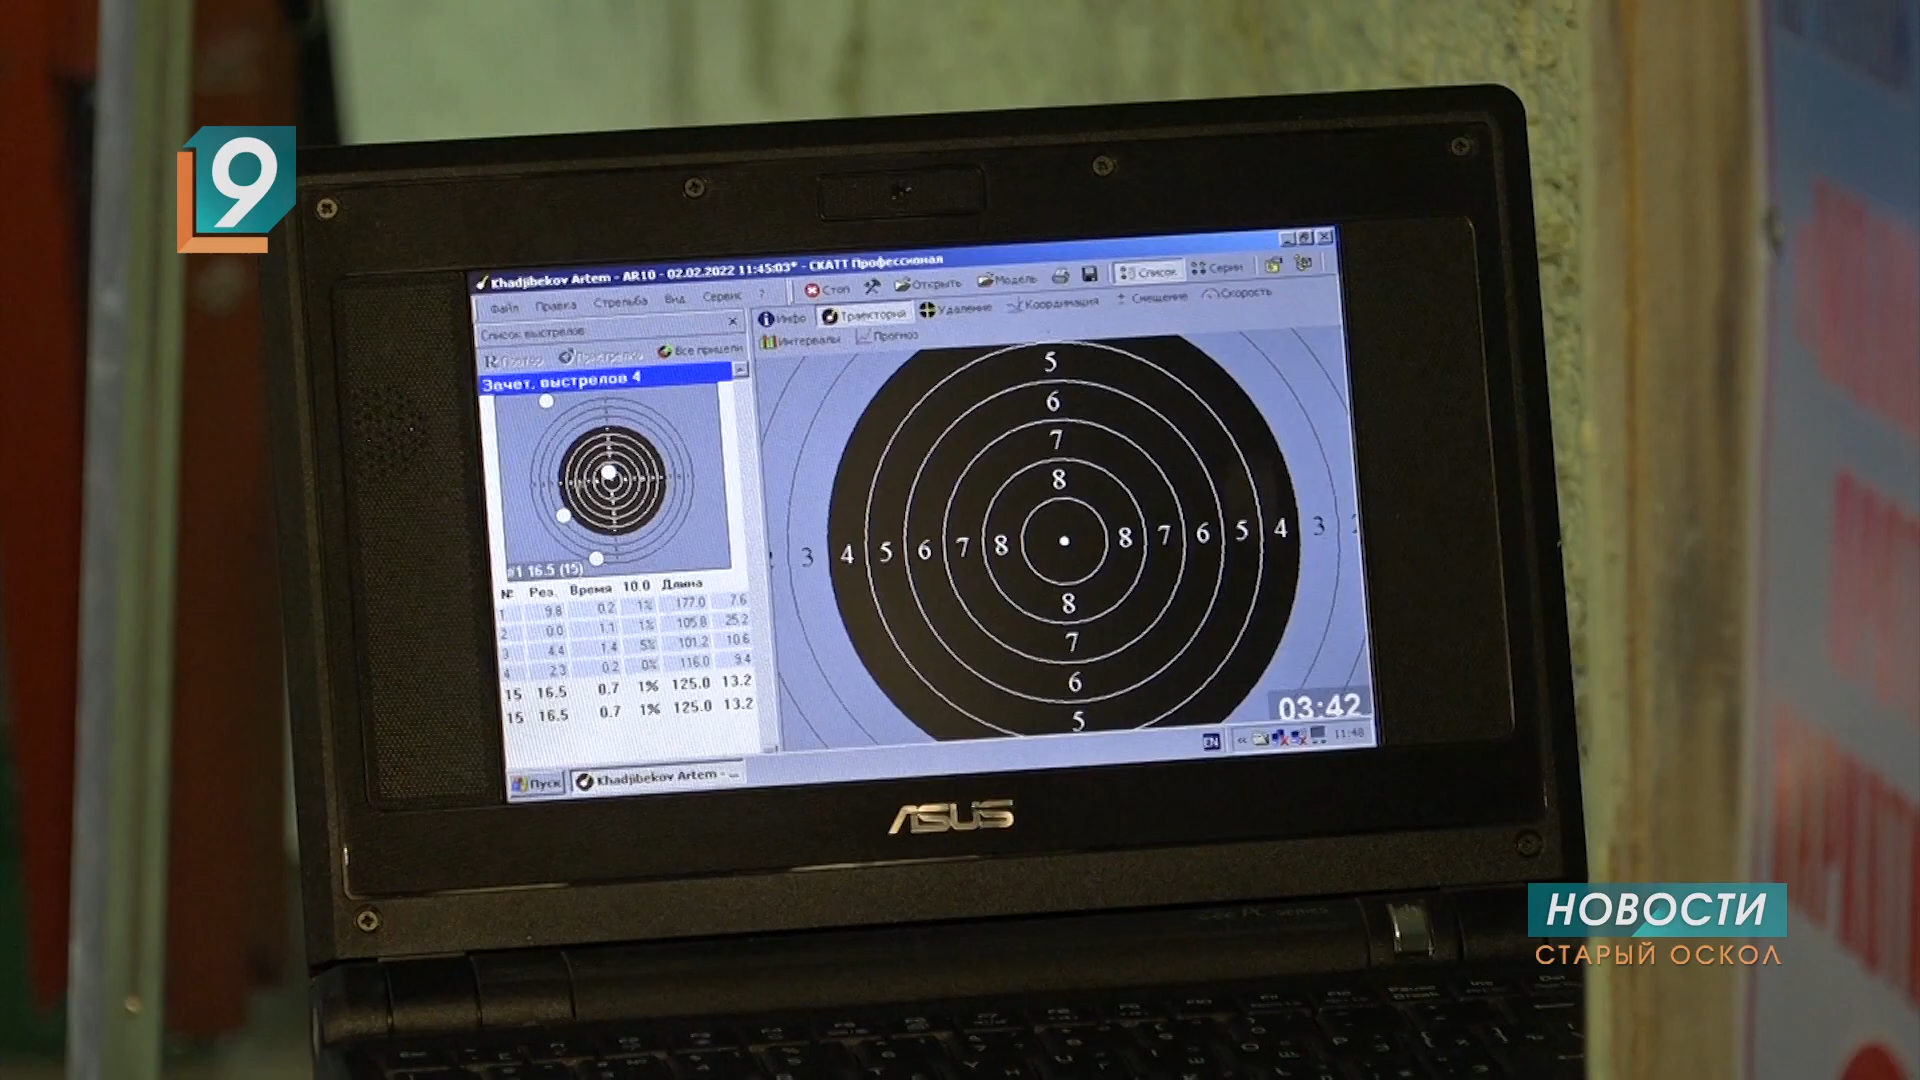 9
Khadjibekov Artem - AR10 - 02.02.2022 11:45:03* - СКАТТ Профессионал
Файл Правка Стрельба Вид Сервис ?
Стоп Открыть Модель Список Серии
Инфо Траектория Удаление Координация Смещение Скорость
Интервалы Прогноз
Список выстрелов
Повтор Пристрелка Все прицелы
Зачет, выстрелов 4
#1 16.5 (15)
№ Рез. Время 10.0 Длина
1 9.8 0.2 1% 177.0 7.6
2 0.0 1.1 1% 105.8 25.2
3 4.4 1.4 5% 101.2 10.6
4 2.3 0.2 0% 116.0 9.4
15 16.5 0.7 1% 125.0 13.2
15 16.5 0.7 1% 125.0 13.2
5
6
7
8
3 4 5 6 7 8 8 7 6 5 4 3
8
7
6
5
03:42
EN « 11:48
Пуск Khadjibekov Artem - ...
ASUS
Eee PC series
НОВОСТИ
СТАРЫЙ ОСКОЛ